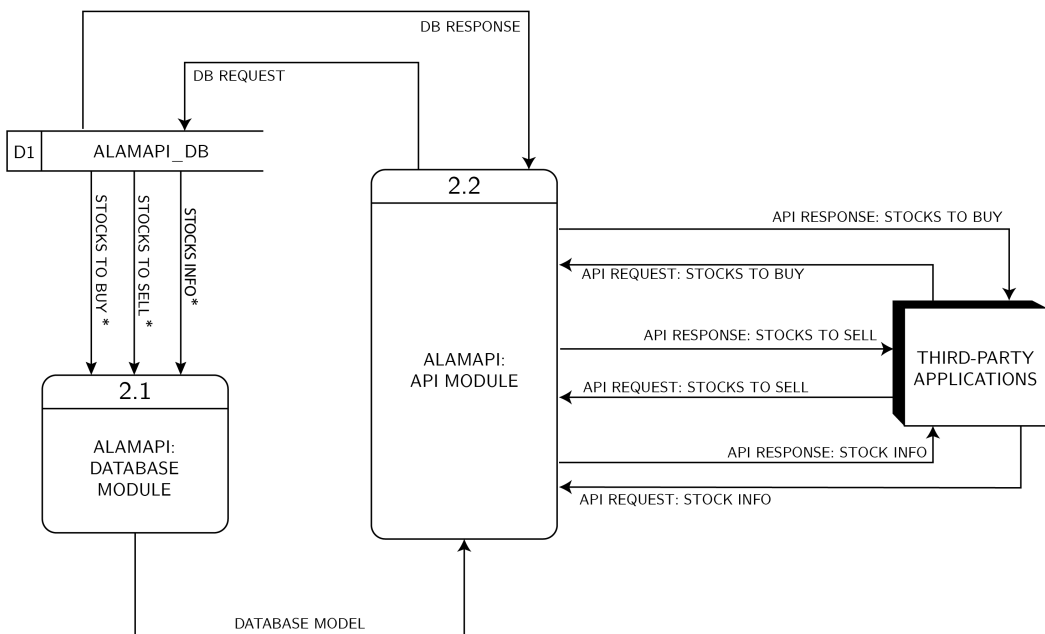 DB RESPONSE
DB REQUEST
D1
ALAMAPI_DB
STOCKS TO BUY *
STOCKS TO SELL *
STOCKS INFO*
2.2
API RESPONSE: STOCKS TO BUY
API REQUEST: STOCKS TO BUY
API RESPONSE: STOCKS TO SELL
ALAMAPI:
API MODULE
THIRD-PARTY
APPLICATIONS
API REQUEST: STOCKS TO SELL
2.1
ALAMAPI:
DATABASE
MODULE
API RESPONSE: STOCK INFO
API REQUEST: STOCK INFO
DATABASE MODEL